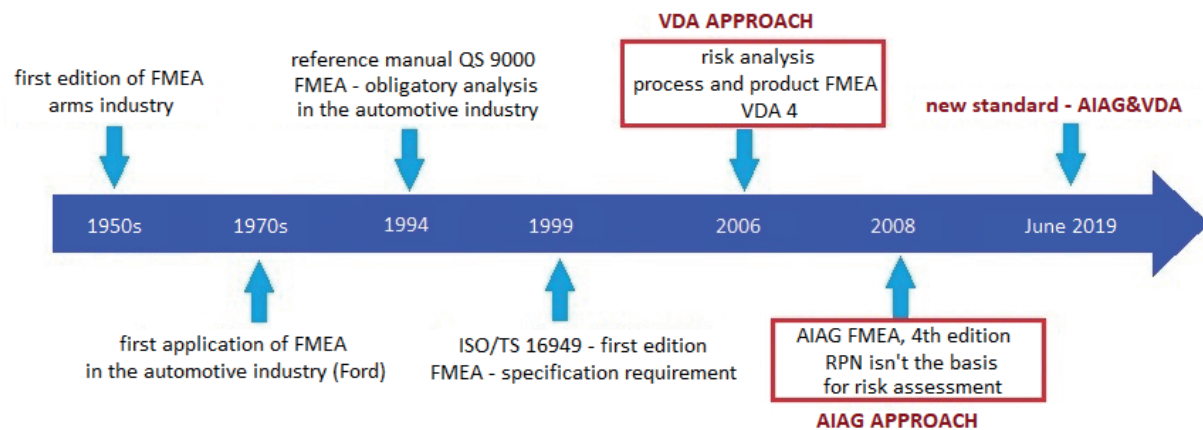 first edition of FMEA
arms industry
reference manual QS 9000
FMEA - obligatory analysis
in the automotive industry
VDA APPROACH
risk analysis
process and product FMEA
VDA 4
new standard - AIAG&VDA
1950s
1970s
1994
1999
2006
2008
June 2019
first application of FMEA
in the automotive industry (Ford)
ISO/TS 16949 - first edition
FMEA - specification requirement
AIAG FMEA, 4th edition
RPN isn't the basis
for risk assessment
AIAG APPROACH